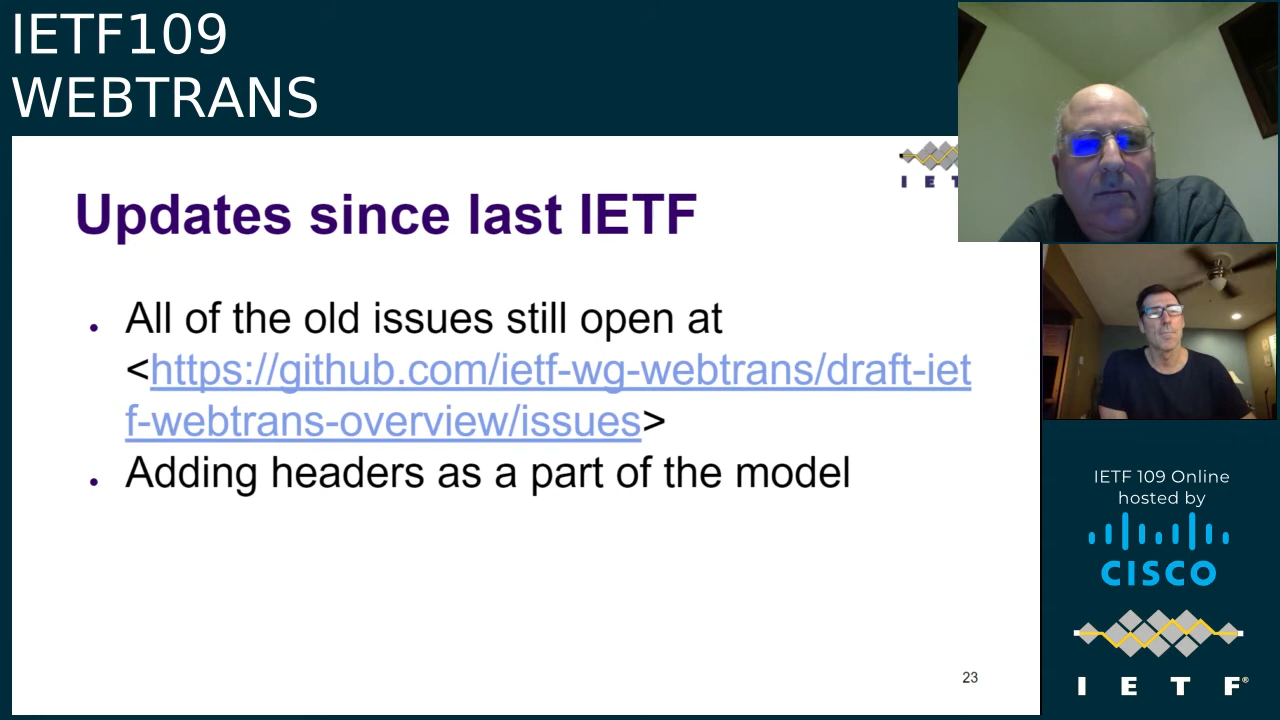 IETF109
WEBTRANS
I E T
Updates since last IETF
• All of the old issues still open at
<https://github.com/ietf-wg-webtrans/draft-iet
f-webtrans-overview/issues>
• Adding headers as a part of the model
23
IETF 109 Online
hosted by
CISCO
I E T F®